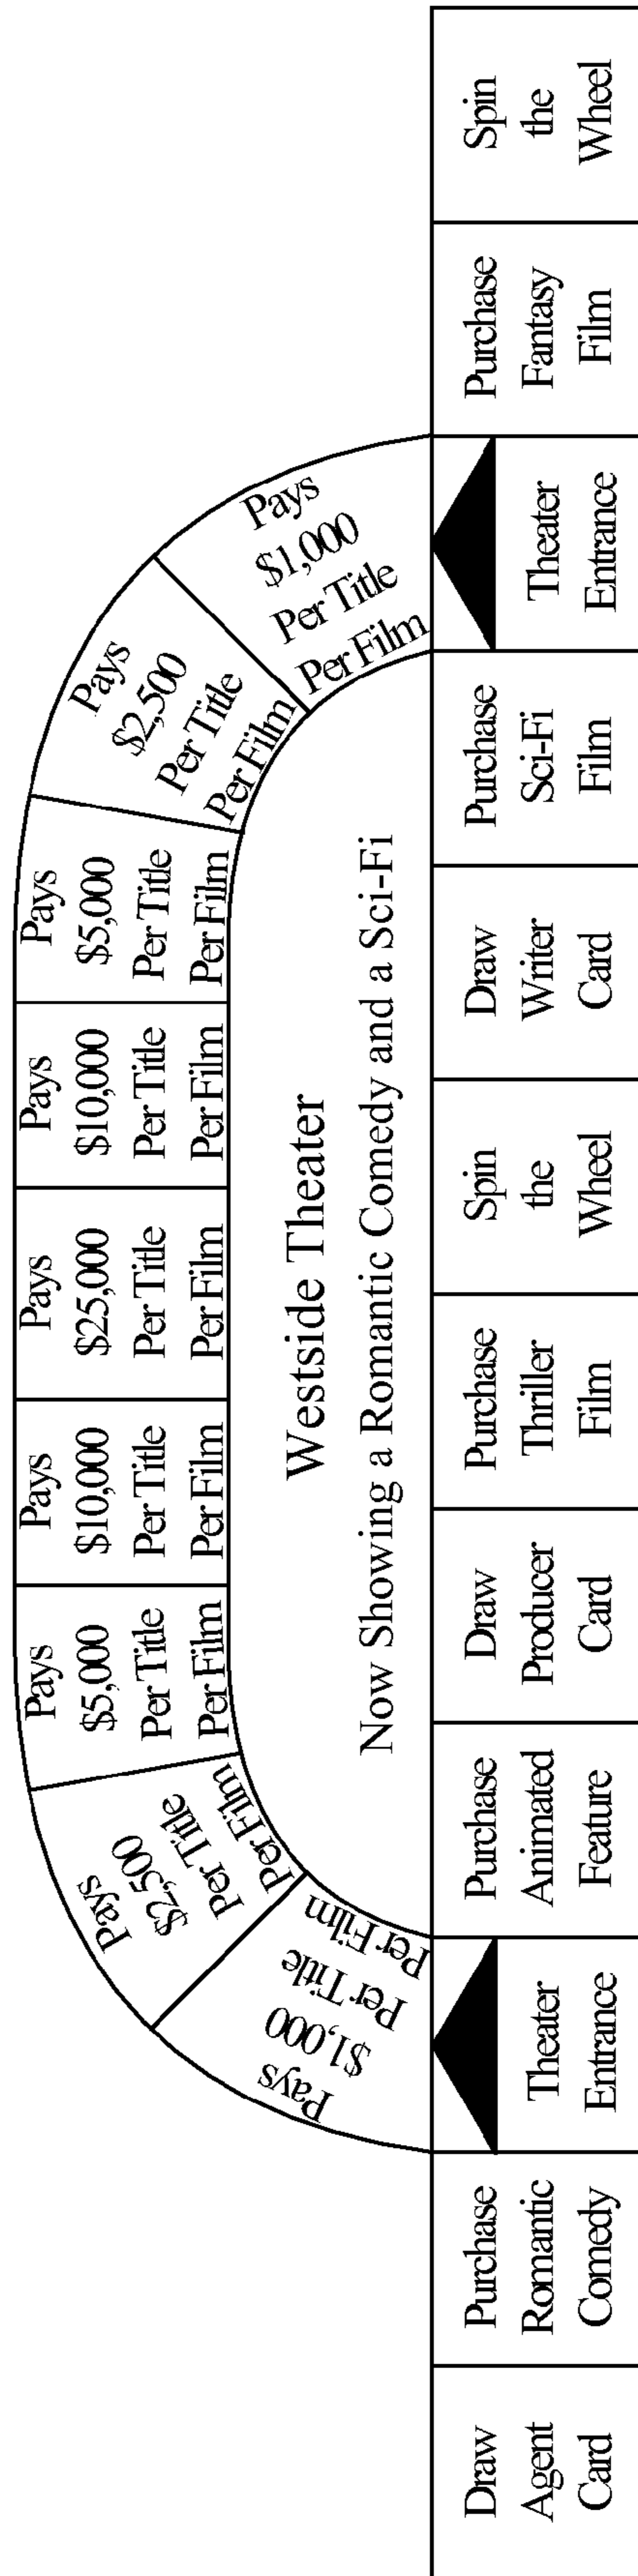 Pays
$1,000
Per Title
Per Film
Pays
$2,500
Per Title
Per Film
Pays
$5,000
Per Title
Per Film
Pays
$10,000
Per Title
Per Film
Pays
$25,000
Per Title
Per Film
Pays
$10,000
Per Title
Per Film
Pays
$5,000
Per Title
Per Film
Pays
$2,500
Per Title
Per Film
Pays
$1,000
Per Title
Per Film
Westside Theater
Now Showing a Romantic Comedy and a Sci-Fi
Draw
Agent
Card
Purchase
Romantic
Comedy
Theater
Entrance
Purchase
Animated
Feature
Draw
Producer
Card
Purchase
Thriller
Film
Spin
the
Wheel
Draw
Writer
Card
Purchase
Sci-Fi
Film
Theater
Entrance
Purchase
Fantasy
Film
Spin
the
Wheel